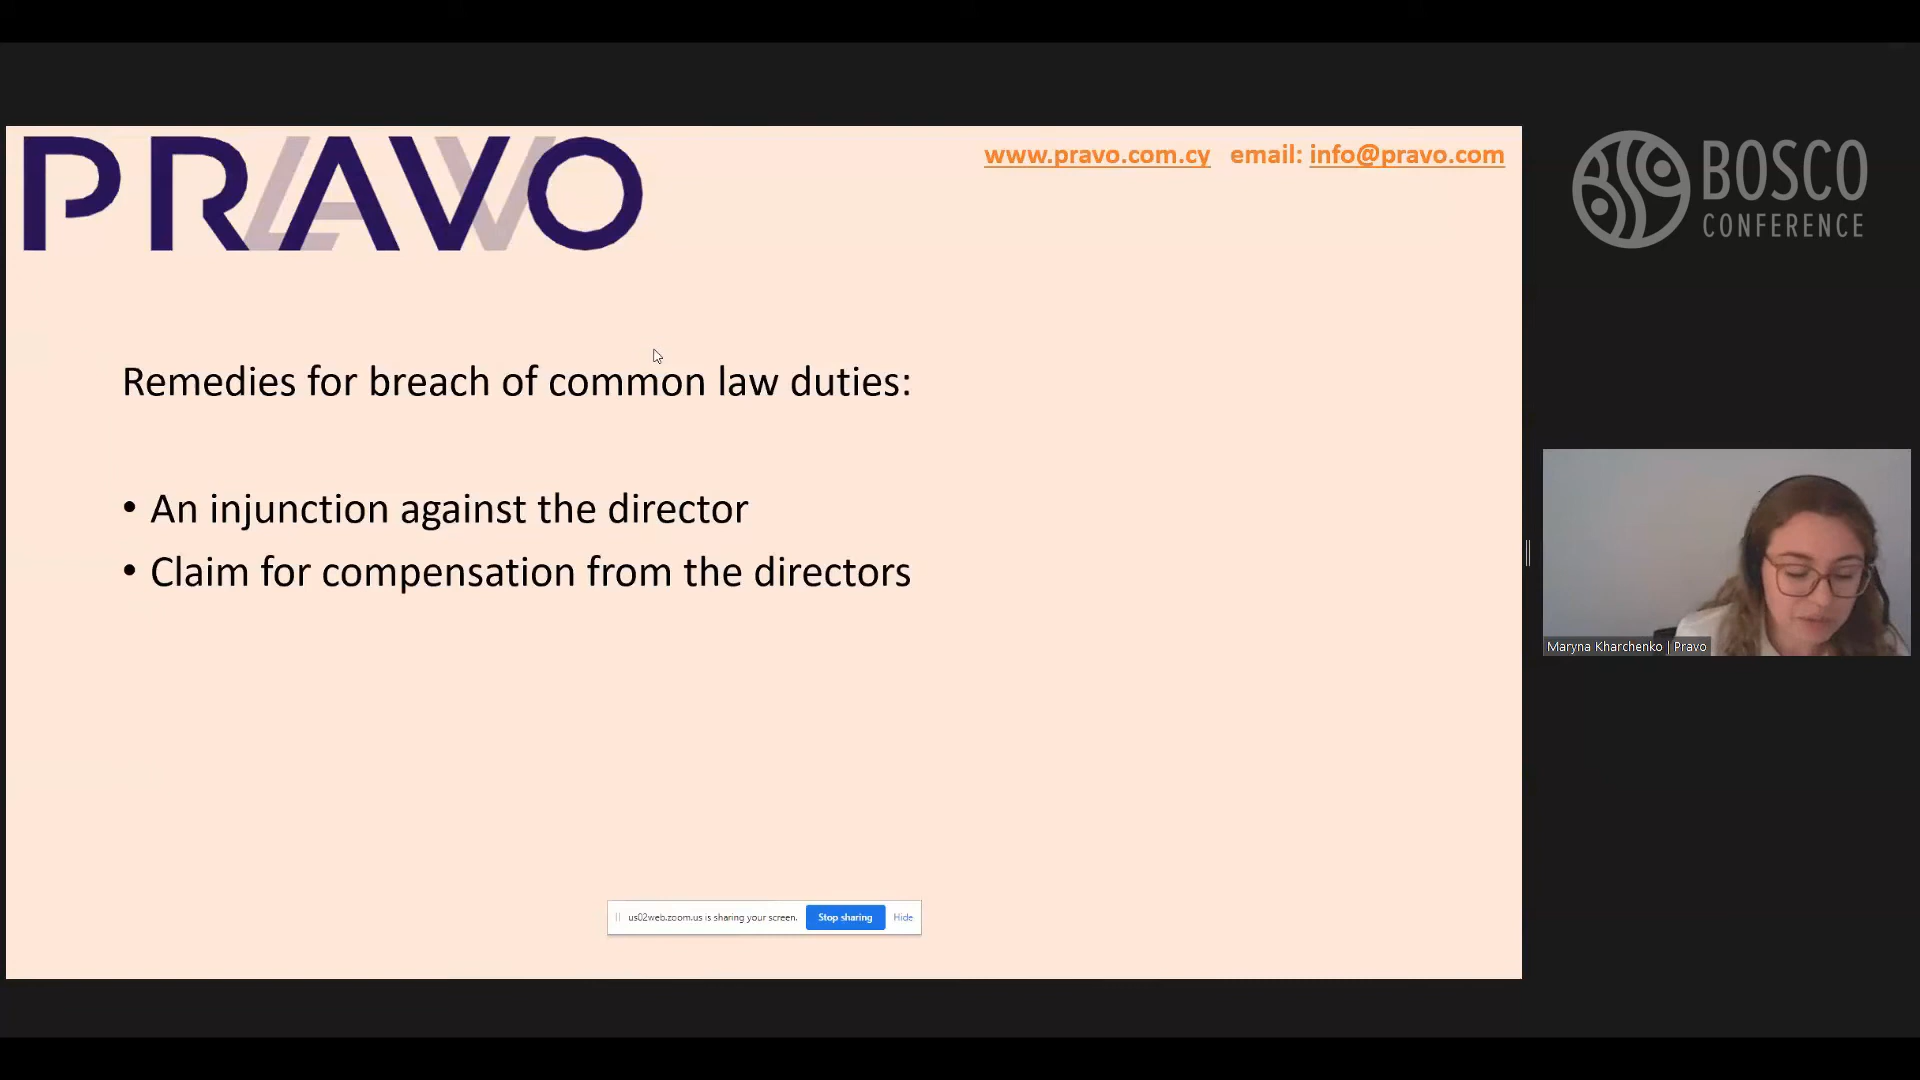 PRAVO
LAW
www.pravo.com.cy email: info@pravo.com
BOSCO
CONFERENCE
Remedies for breach of common law duties:
• An injunction against the director
• Claim for compensation from the directors
Maryna Kharchenko | Pravo
us02web.zoom.us is sharing your screen. Stop sharing Hide